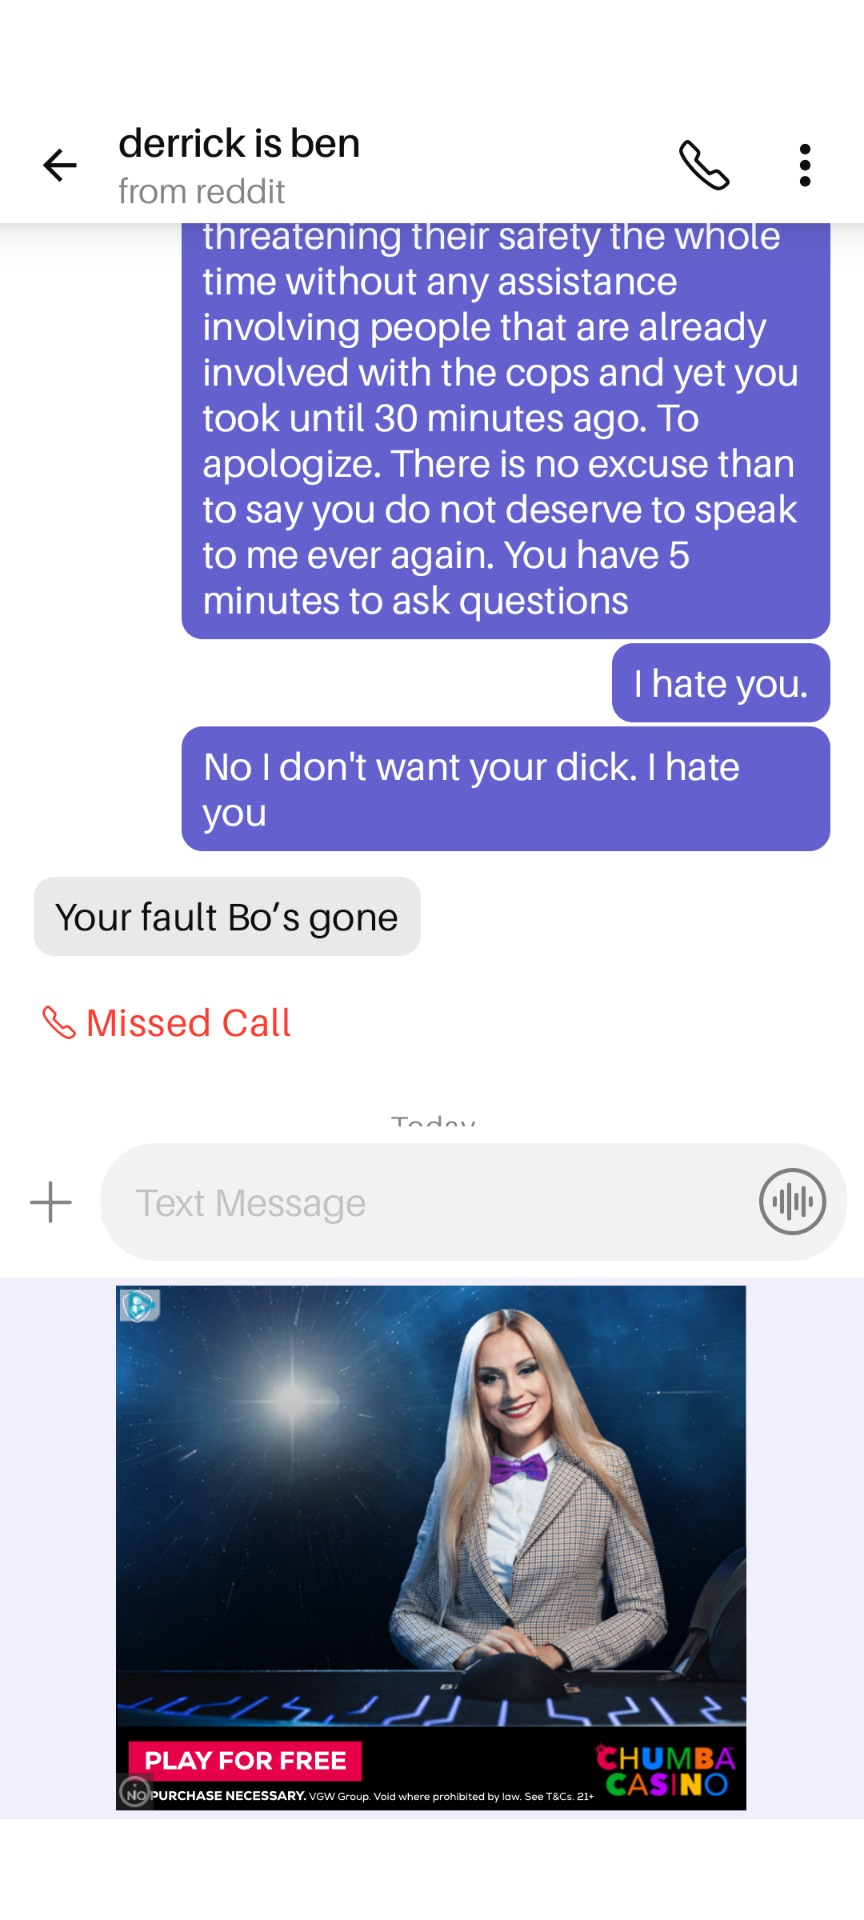 derrick is ben
from reddit
threatening their safety the whole
time without any assistance
involving people that are already
involved with the cops and yet you
took until 30 minutes ago. To
apologize. There is no excuse than
to say you do not deserve to speak
to me ever again. You have 5
minutes to ask questions
I hate you.
No I don't want your dick. I hate
you
Your fault Bo’s gone
Missed Call
Today
Text Message
PLAY FOR FREE
NO PURCHASE NECESSARY. VGW Group. Void where prohibited by law. See T&Cs. 21+
CHUMBA
CASINO